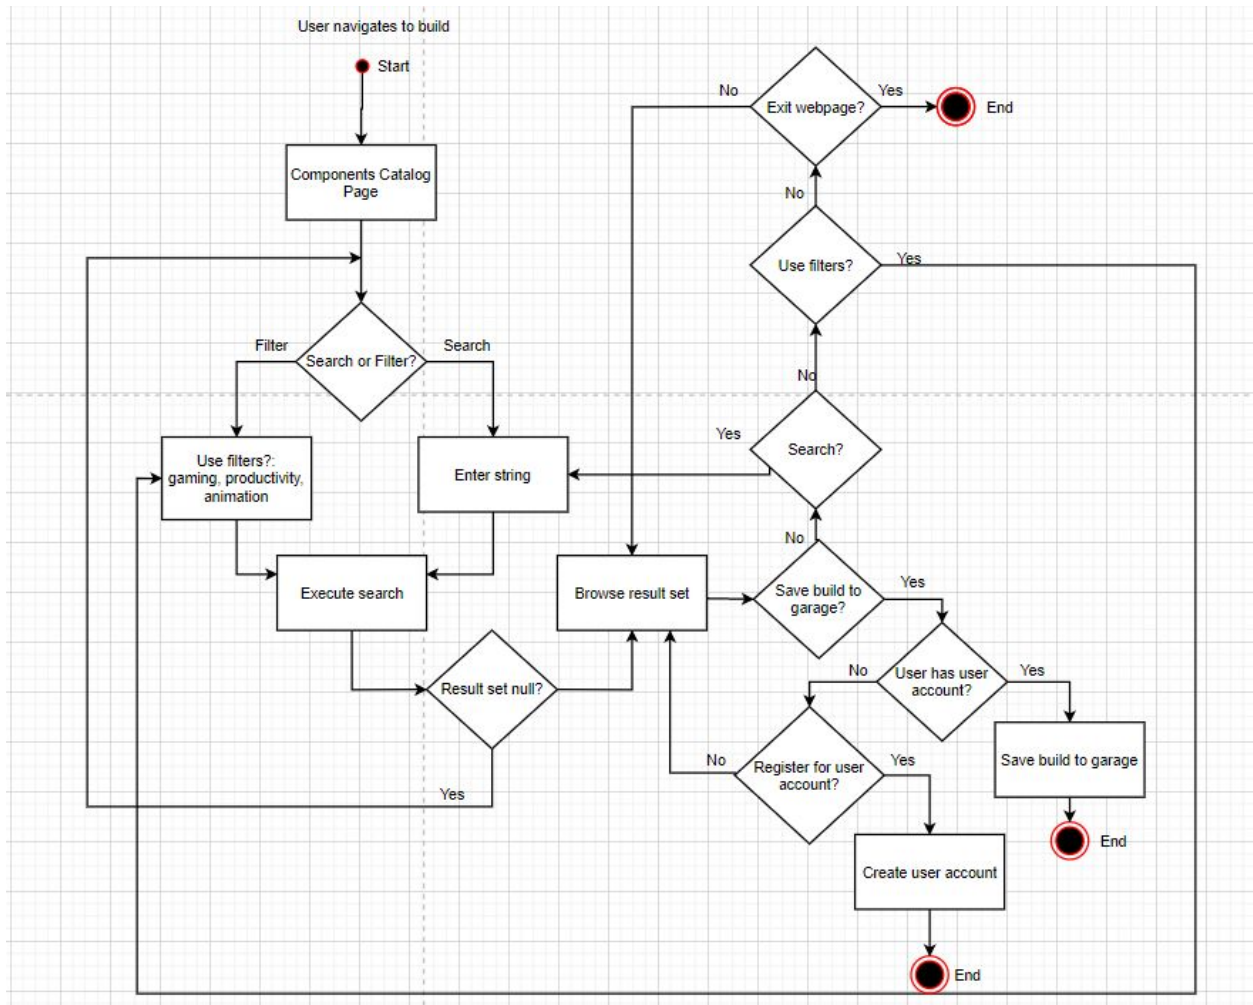 User navigates to build
Start
Components Catalog
Page
Filter
Search or Filter?
Search
Use filters?:
gaming, productivity,
animation
Enter string
Execute search
Result set null?
Yes
Browse result set
No
Exit webpage?
Yes
End
No
Use filters?
Yes
No
Yes
Search?
No
Save build to
garage?
Yes
No
User has user
account?
Yes
Save build to garage
End
No
Register for user
account?
Yes
Create user account
End